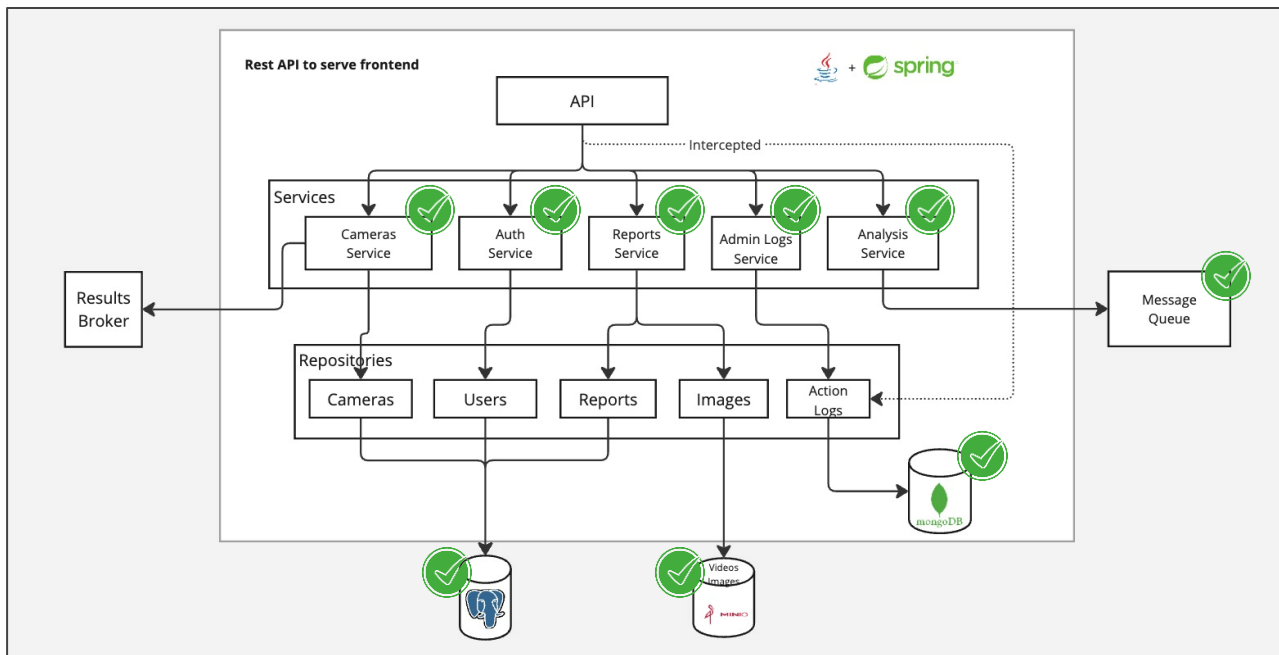 Rest API to serve frontend
+ spring
API
Intercepted
Services
Cameras
Service
Auth
Service
Reports
Service
Admin Logs
Service
Analysis
Service
Results
Broker
Message
Queue
Repositories
Cameras
Users
Reports
Images
Action
Logs
mongoDB
Videos
Images
MINIO